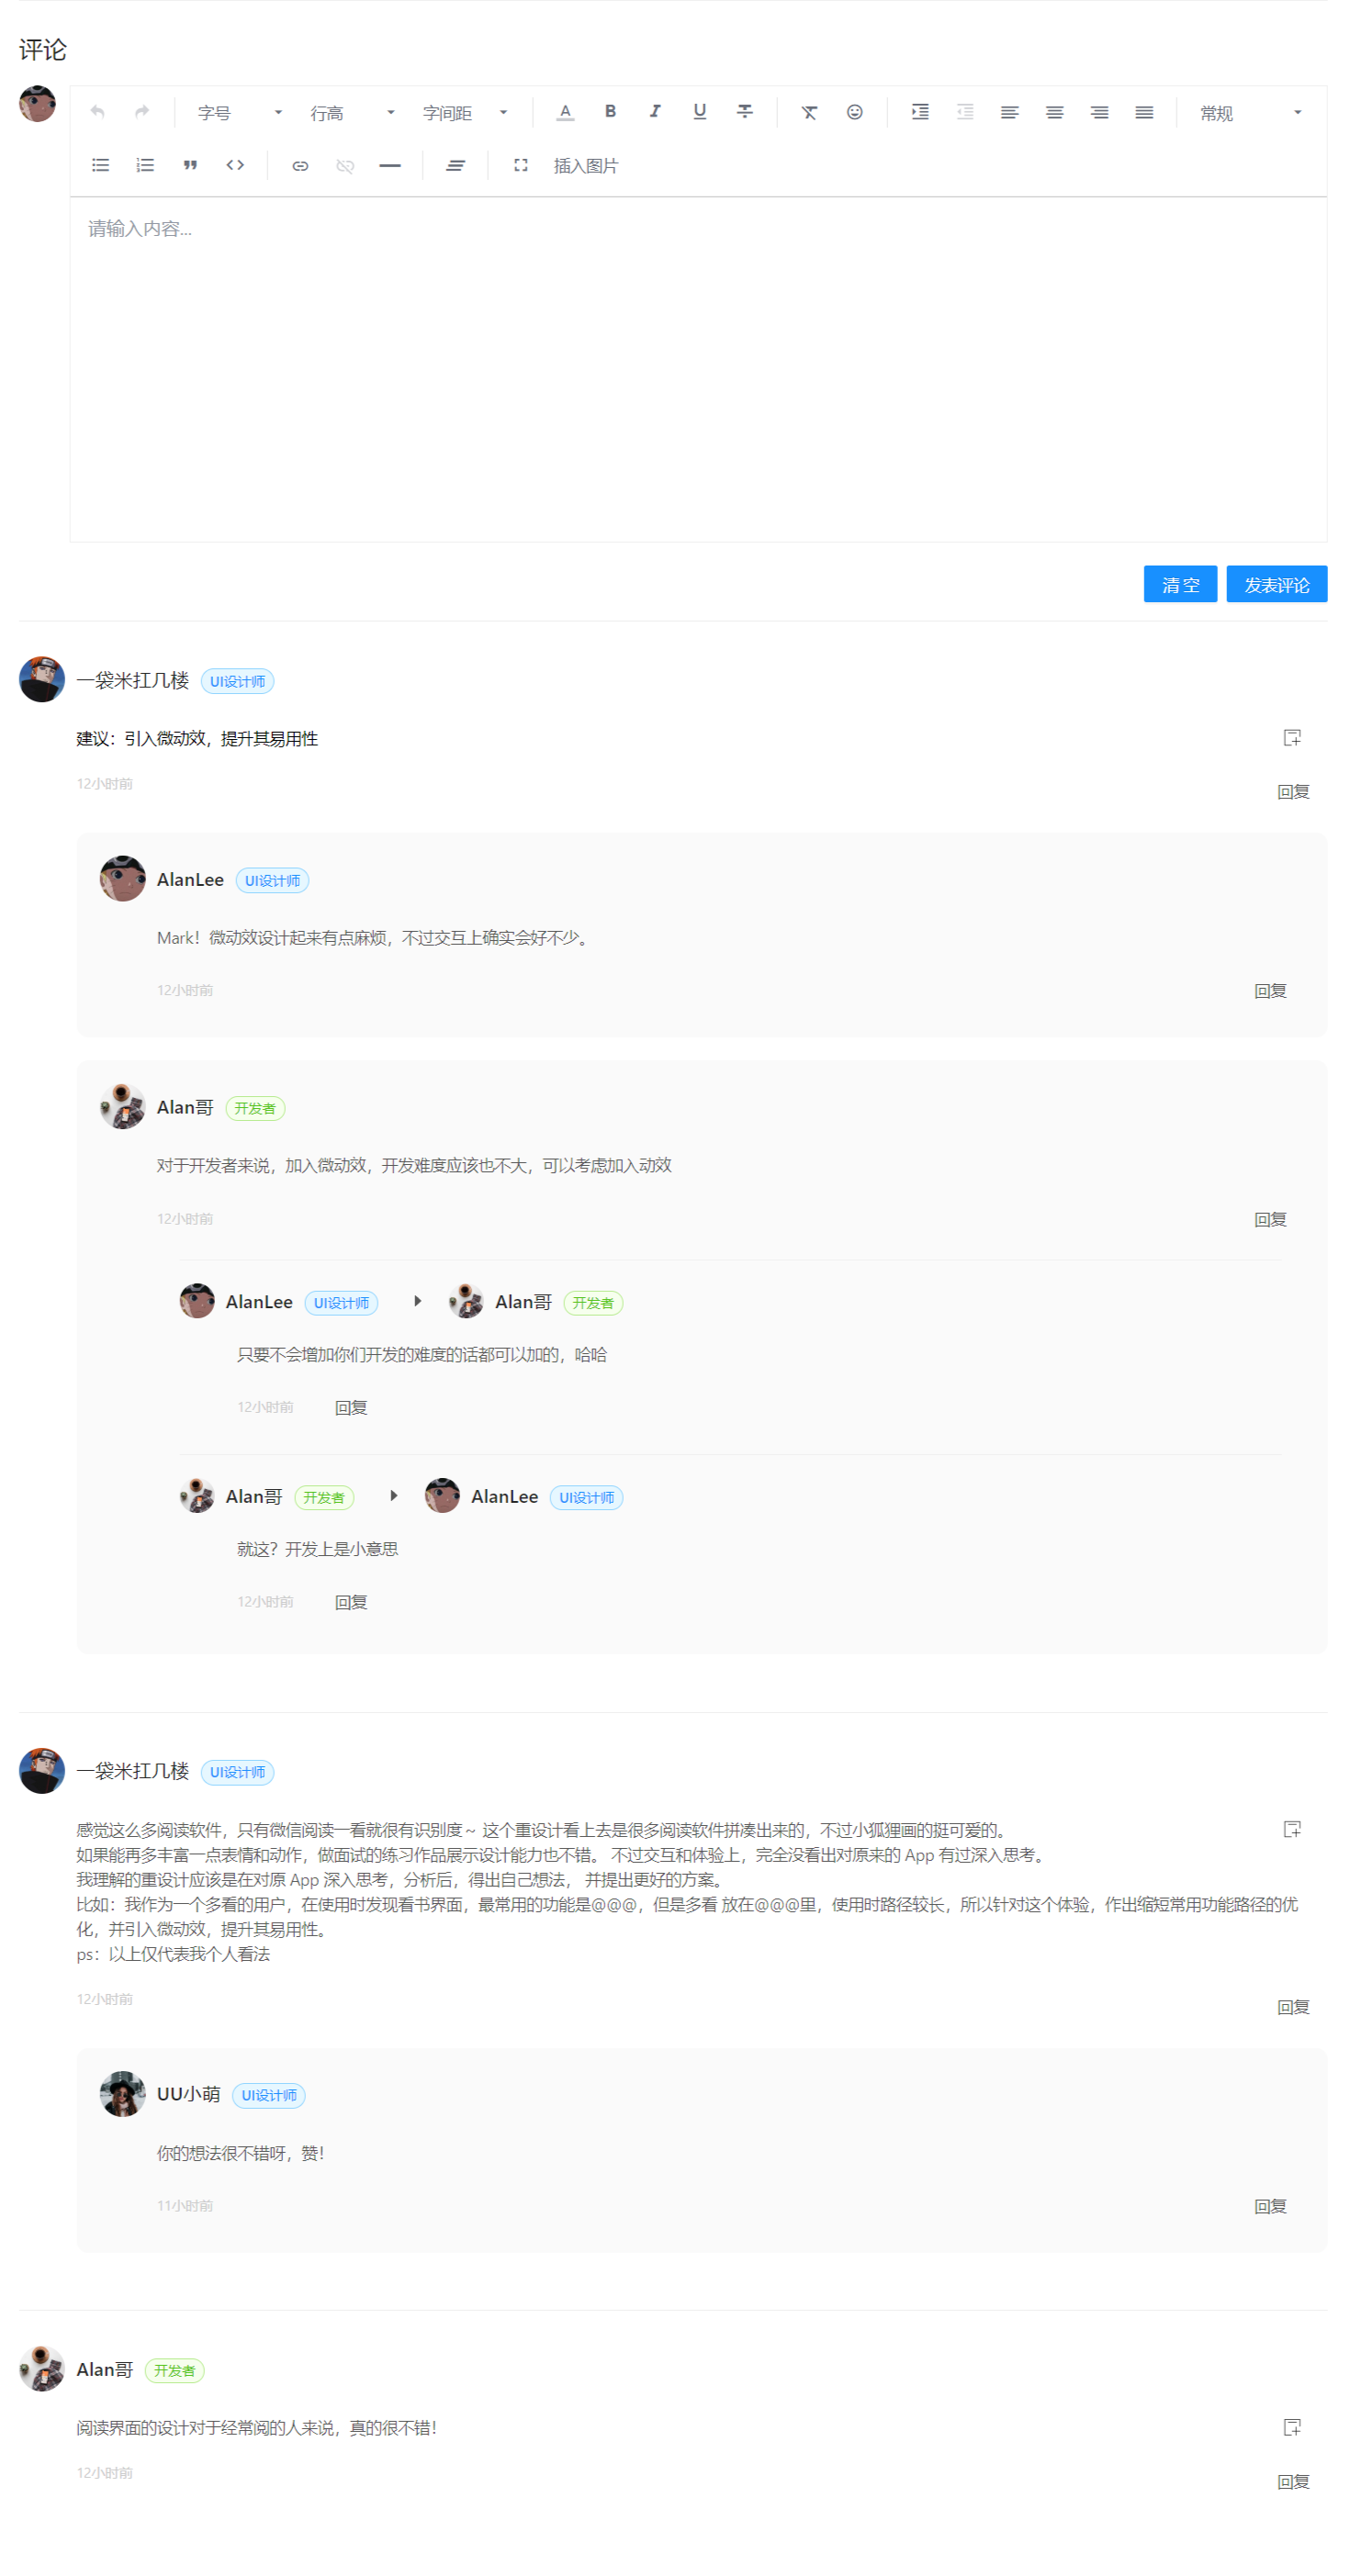 评论
字号 行高 字间距 A B I U 常规
插入图片
请输入内容...
清 空 发表评论
一袋米扛几楼 UI设计师
建议：引入微动效，提升其易用性
12小时前
回复
AlanLee UI设计师
Mark！微动效设计起来有点麻烦，不过交互上确实会好不少。
12小时前 回复
Alan哥 开发者
对于开发者来说，加入微动效，开发难度应该也不大，可以考虑加入动效
12小时前 回复
AlanLee UI设计师 Alan哥 开发者
只要不会增加你们开发的难度的话都可以加的，哈哈
12小时前 回复
Alan哥 开发者 AlanLee UI设计师
就这？开发上是小意思
12小时前 回复
一袋米扛几楼 UI设计师
感觉这么多阅读软件，只有微信阅读一看就很有识别度～ 这个重设计看上去是很多阅读软件拼凑出来的，不过小狐狸画的挺可爱的。
如果能再多丰富一点表情和动作，做面试的练习作品展示设计能力也不错。 不过交互和体验上，完全没看出对原来的 App 有过深入思考。
我理解的重设计应该是在对原 App 深入思考，分析后，得出自己想法， 并提出更好的方案。
比如：我作为一个多看的用户，在使用时发现看书界面，最常用的功能是@@@，但是多看 放在@@@里，使用时路径较长，所以针对这个体验，作出缩短常用功能路径的优
化，并引入微动效，提升其易用性。
ps：以上仅代表我个人看法
12小时前
回复
UU小萌 UI设计师
你的想法很不错呀，赞！
11小时前 回复
Alan哥 开发者
阅读界面的设计对于经常阅的人来说，真的很不错！
12小时前
回复